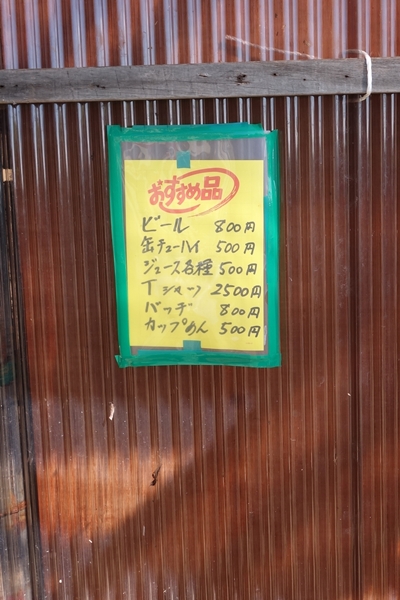 おすすめ品
ビール 800円
缶チューハイ 500円
ジュース各種 500円
Tシャツ 2500円
バッヂ 800円
カップめん 500円